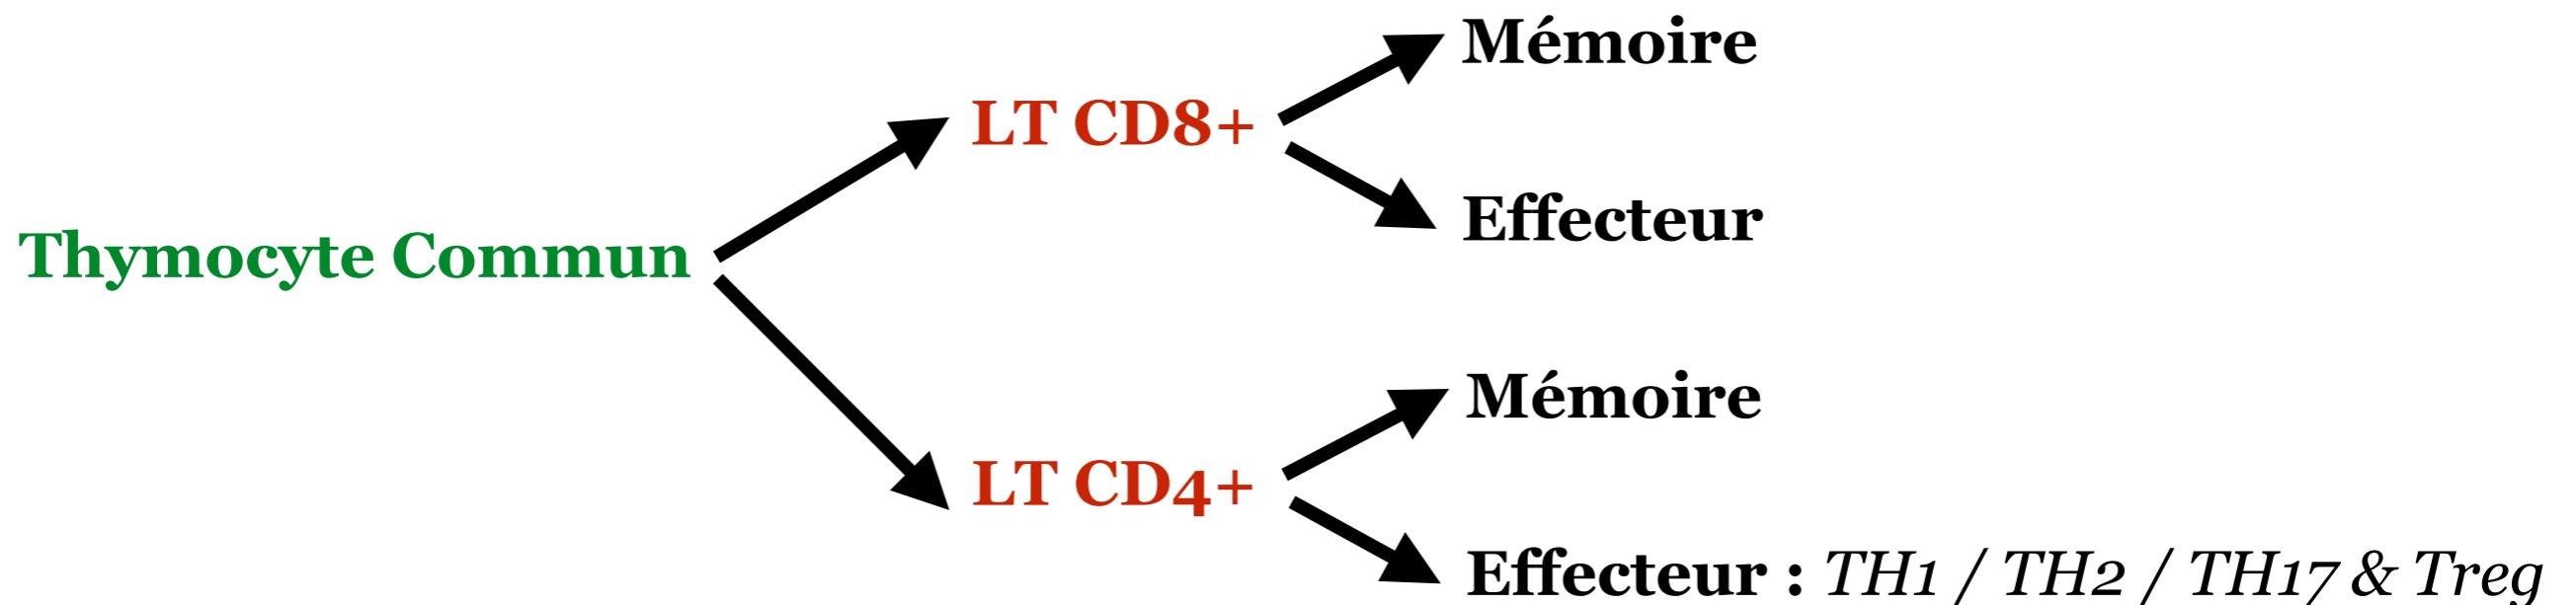 Mémoire
LT CD8+
Effecteur
Thymocyte Commun
Mémoire
LT CD4+
Effecteur : TH1 / TH2 / TH17 & Treg